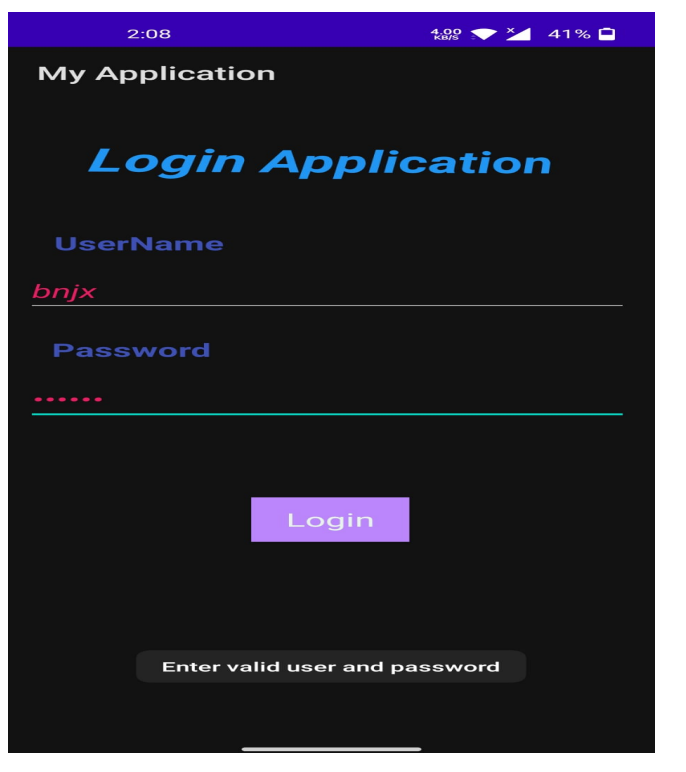 2:08 4.00 KB/S x 41%
My Application
Login Application
UserName
bnjx
Password
••••••
Login
Enter valid user and password